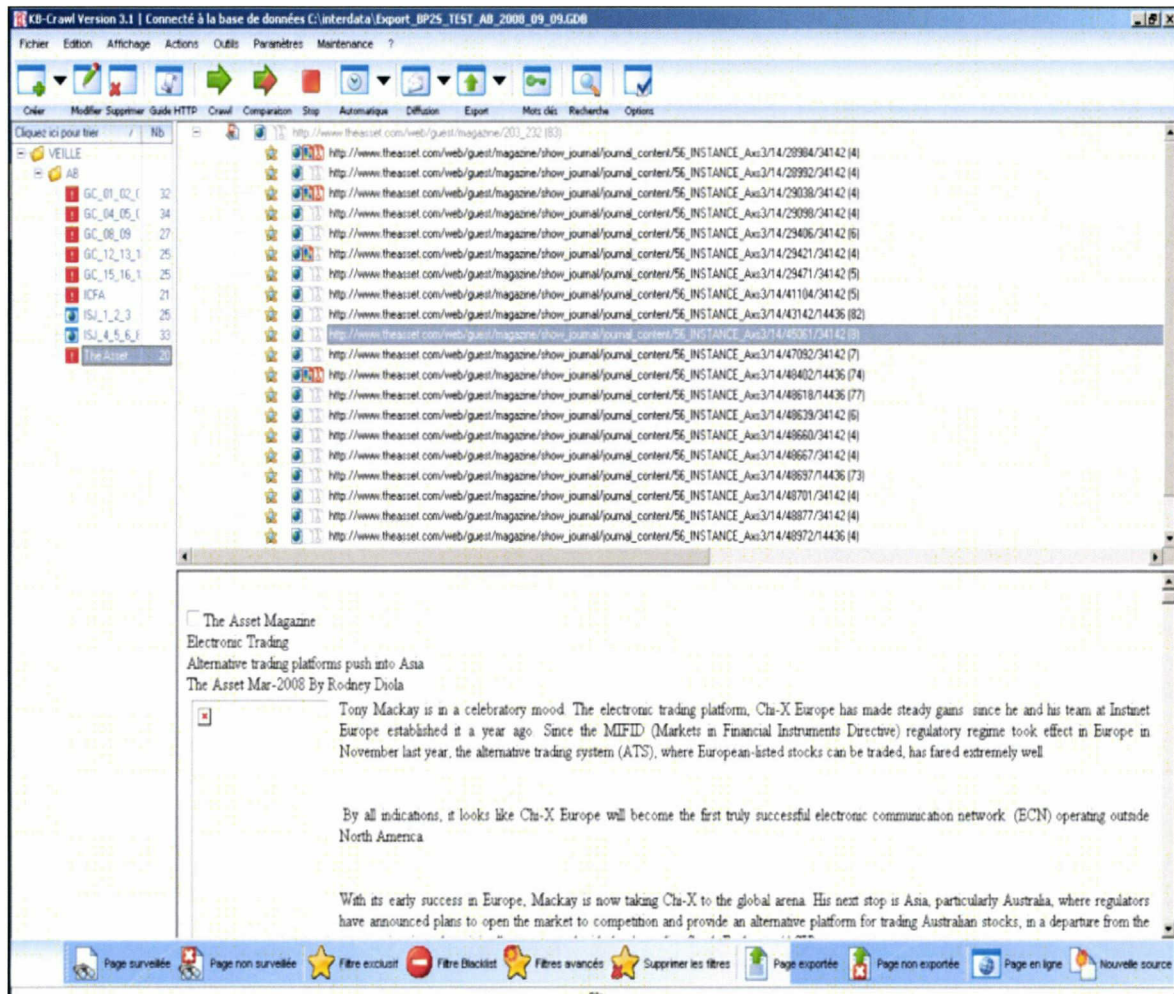 KB-Crawl Version 3.1 | Connecté à la base de données C:\interdata\Export_BP2S_TEST_AB_2008_09_09.GDB
Fichier Edition Affichage Actions Outils Paramètres Maintenance ?
Créer Modifier Supprimer Guide HTTP Crawl Comparaison Stop Automatique Diffusion Export Mots clés Recherche Options
Cliquez ici pour trier / Nb
VEILLE
AB
GC_01_02_( 32
GC_04_05_( 34
GC_08_09 27
GC_12_13_1 25
GC_15_16_1 25
ICFA 21
ISJ_1_2_3 25
ISJ_4_5_6_ 33
The Asset 20
http://www.theasset.com/web/guest/magazine/203_232 (83)
http://www.theasset.com/web/guest/magazine/show_journal/journal_content/56_INSTANCE_Axs3/14/28984/34142 (4)
http://www.theasset.com/web/guest/magazine/show_journal/journal_content/56_INSTANCE_Axs3/14/28992/34142 (4)
http://www.theasset.com/web/guest/magazine/show_journal/journal_content/56_INSTANCE_Axs3/14/29038/34142 (4)
http://www.theasset.com/web/guest/magazine/show_journal/journal_content/56_INSTANCE_Axs3/14/29098/34142 (4)
http://www.theasset.com/web/guest/magazine/show_journal/journal_content/56_INSTANCE_Axs3/14/29406/34142 (6)
http://www.theasset.com/web/guest/magazine/show_journal/journal_content/56_INSTANCE_Axs3/14/29421/34142 (4)
http://www.theasset.com/web/guest/magazine/show_journal/journal_content/56_INSTANCE_Axs3/14/29471/34142 (5)
http://www.theasset.com/web/guest/magazine/show_journal/journal_content/56_INSTANCE_Axs3/14/41104/34142 (5)
http://www.theasset.com/web/guest/magazine/show_journal/journal_content/56_INSTANCE_Axs3/14/43142/14436 (82)
http://www.theasset.com/web/guest/magazine/show_journal/journal_content/56_INSTANCE_Axs3/14/45061/34142 (8)
http://www.theasset.com/web/guest/magazine/show_journal/journal_content/56_INSTANCE_Axs3/14/47092/34142 (7)
http://www.theasset.com/web/guest/magazine/show_journal/journal_content/56_INSTANCE_Axs3/14/48402/14436 (74)
http://www.theasset.com/web/guest/magazine/show_journal/journal_content/56_INSTANCE_Axs3/14/48618/14436 (77)
http://www.theasset.com/web/guest/magazine/show_journal/journal_content/56_INSTANCE_Axs3/14/48639/34142 (6)
http://www.theasset.com/web/guest/magazine/show_journal/journal_content/56_INSTANCE_Axs3/14/48660/34142 (4)
http://www.theasset.com/web/guest/magazine/show_journal/journal_content/56_INSTANCE_Axs3/14/48667/34142 (4)
http://www.theasset.com/web/guest/magazine/show_journal/journal_content/56_INSTANCE_Axs3/14/48697/14436 (73)
http://www.theasset.com/web/guest/magazine/show_journal/journal_content/56_INSTANCE_Axs3/14/48701/34142 (4)
http://www.theasset.com/web/guest/magazine/show_journal/journal_content/56_INSTANCE_Axs3/14/48877/34142 (4)
http://www.theasset.com/web/guest/magazine/show_journal/journal_content/56_INSTANCE_Axs3/14/48972/14436 (4)
The Asset Magazine
Electronic Trading
Alternative trading platforms push into Asia
The Asset Mar-2008 By Rodney Diola
Tony Mackay is in a celebratory mood. The electronic trading platform, Chi-X Europe has made steady gains since he and his team at Instinet
Europe established it a year ago. Since the MIFID (Markets in Financial Instruments Directive) regulatory regime took effect in Europe in
November last year, the alternative trading system (ATS), where European-listed stocks can be traded, has fared extremely well.
By all indications, it looks like Chi-X Europe will become the first truly successful electronic communication network (ECN) operating outside
North America.
With its early success in Europe, Mackay is now taking Chi-X to the global arena. His next stop is Asia, particularly Australia, where regulators
have announced plans to open the market to competition and provide an alternative platform for trading Australian stocks, in a departure from the
Page surveillée Page non surveillée Filtre exclusif Filtre Blacklist Filtres avancés Supprimer les filtres Page exportée Page non exportée Page en ligne Nouvelle source